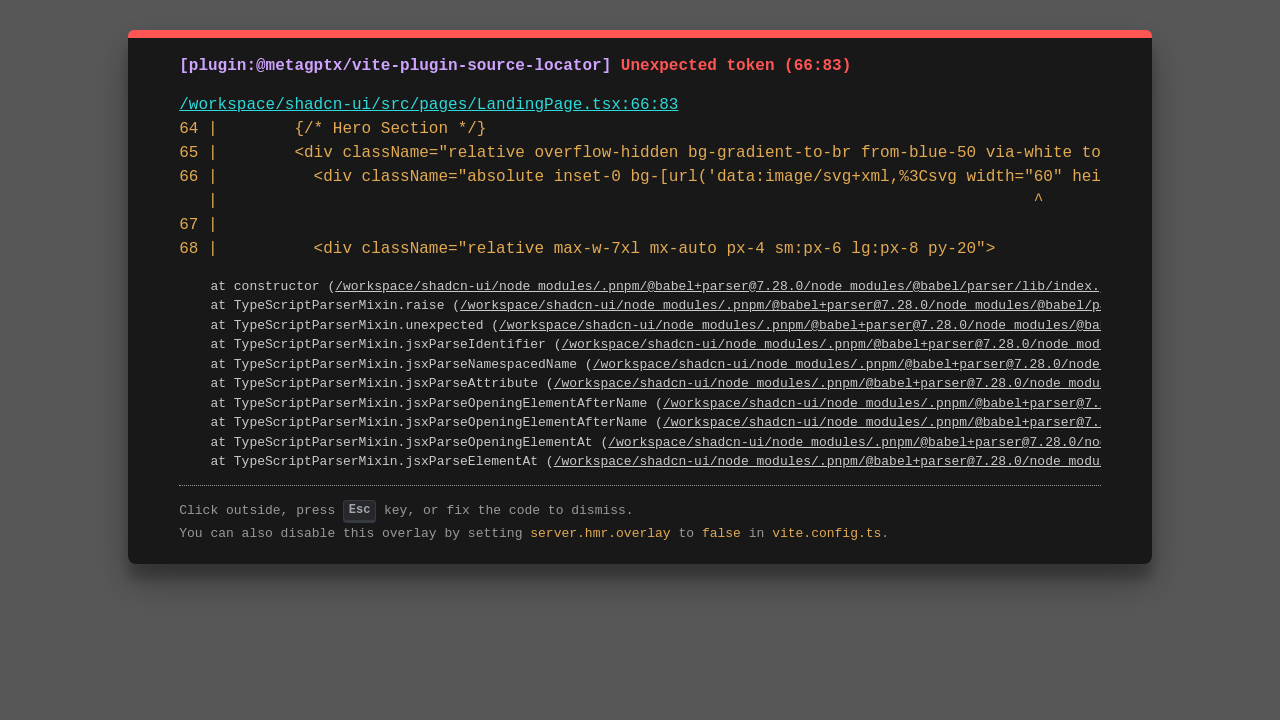 [plugin:@metagptx/vite-plugin-source-locator] Unexpected token (66:83)
/workspace/shadcn-ui/src/pages/LandingPage.tsx:66:83
64 |        {/* Hero Section */}
65 |        <div className="relative overflow-hidden bg-gradient-to-br from-blue-50 via-white to
66 |          <div className="absolute inset-0 bg-[url('data:image/svg+xml,%3Csvg width="60" hei
   |                                                                                     ^
67 |
68 |          <div className="relative max-w-7xl mx-auto px-4 sm:px-6 lg:px-8 py-20">
at constructor (/workspace/shadcn-ui/node_modules/.pnpm/@babel+parser@7.28.0/node_modules/@babel/parser/lib/index.
at TypeScriptParserMixin.raise (/workspace/shadcn-ui/node_modules/.pnpm/@babel+parser@7.28.0/node_modules/@babel/p
at TypeScriptParserMixin.unexpected (/workspace/shadcn-ui/node_modules/.pnpm/@babel+parser@7.28.0/node_modules/@ba
at TypeScriptParserMixin.jsxParseIdentifier (/workspace/shadcn-ui/node_modules/.pnpm/@babel+parser@7.28.0/node_mod
at TypeScriptParserMixin.jsxParseNamespacedName (/workspace/shadcn-ui/node_modules/.pnpm/@babel+parser@7.28.0/node
at TypeScriptParserMixin.jsxParseAttribute (/workspace/shadcn-ui/node_modules/.pnpm/@babel+parser@7.28.0/node_modu
at TypeScriptParserMixin.jsxParseOpeningElementAfterName (/workspace/shadcn-ui/node_modules/.pnpm/@babel+parser@7.
at TypeScriptParserMixin.jsxParseOpeningElementAfterName (/workspace/shadcn-ui/node_modules/.pnpm/@babel+parser@7.
at TypeScriptParserMixin.jsxParseOpeningElementAt (/workspace/shadcn-ui/node_modules/.pnpm/@babel+parser@7.28.0/no
at TypeScriptParserMixin.jsxParseElementAt (/workspace/shadcn-ui/node_modules/.pnpm/@babel+parser@7.28.0/node_modu
Click outside, press Esc key, or fix the code to dismiss.
You can also disable this overlay by setting server.hmr.overlay to false in vite.config.ts.